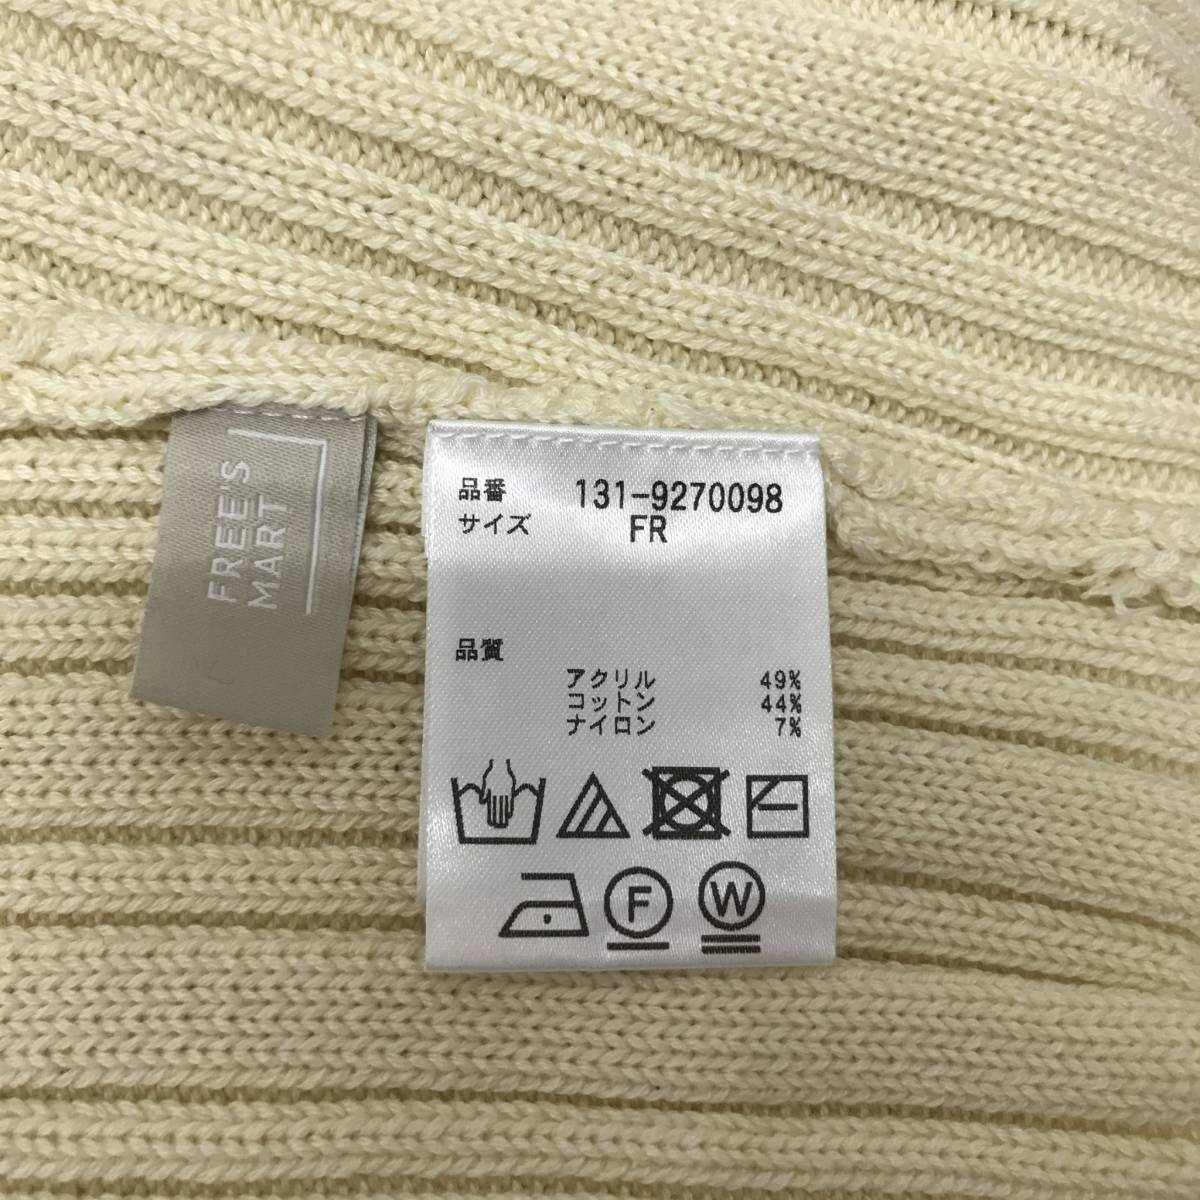 FREE'S
MART
品番 131-9270098
サイズ FR
品質
アクリル 49%
コットン 44%
ナイロン 7%
F
W